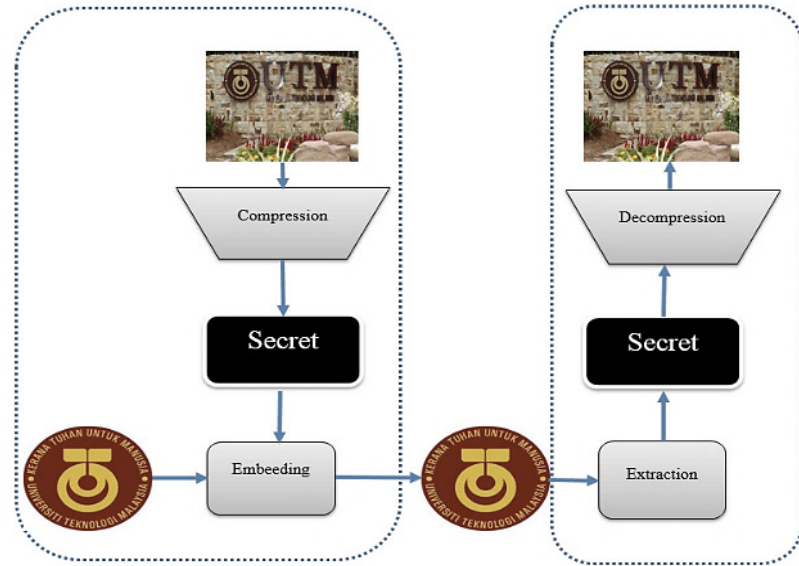 UTM
UTM
Compression
Decompression
Secret
Secret
KERANA TUHAN UNTUK MANUSIA
UNIVERSITI TEKNOLOGI MALAYSIA
Embeeding
KERANA TUHAN UNTUK MANUSIA
UNIVERSITI TEKNOLOGI MALAYSIA
Extraction